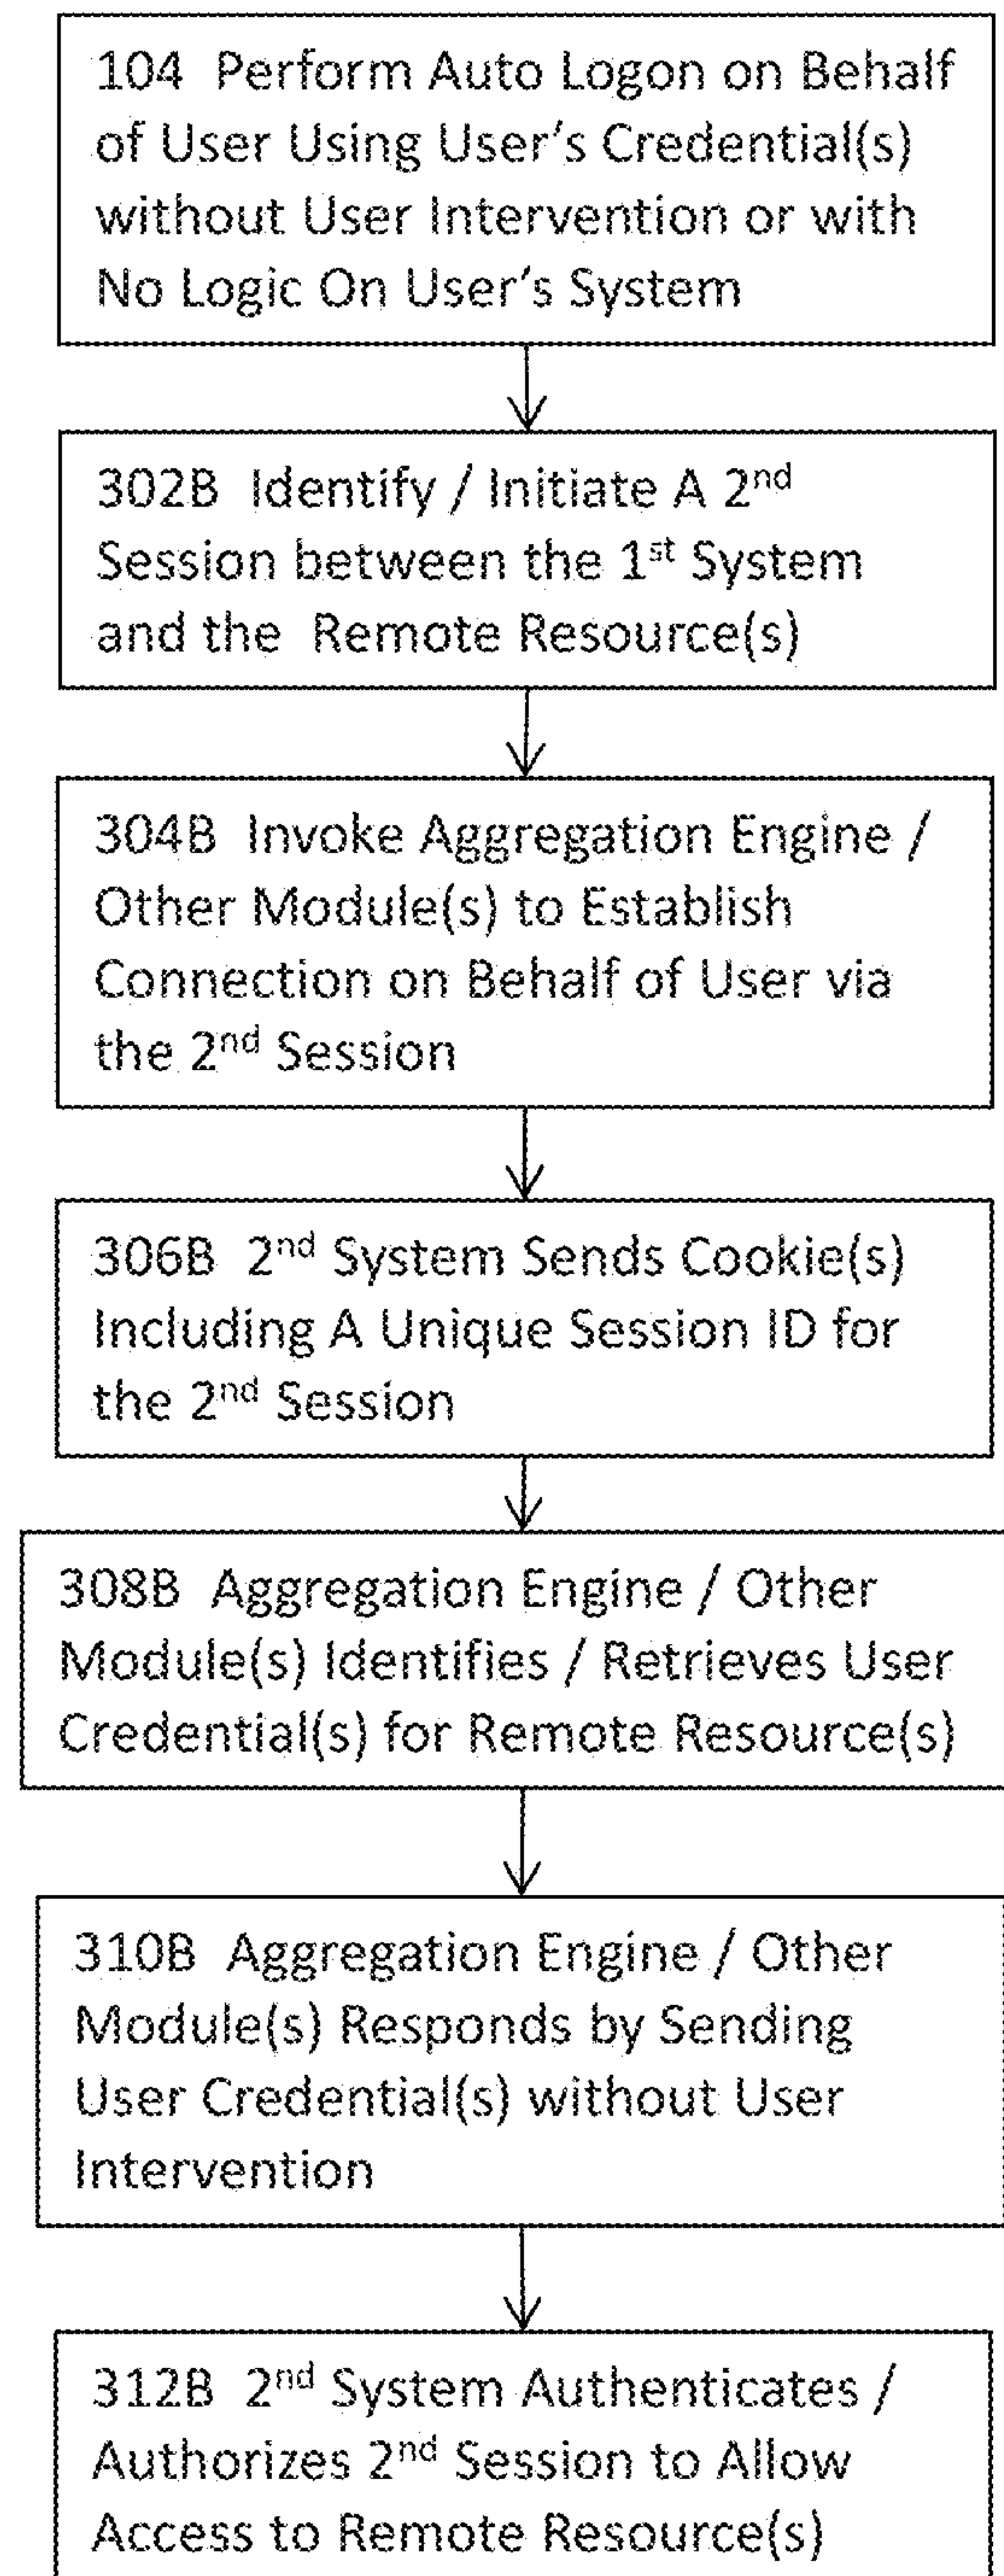 104 Perform Auto Logon on Behalf
of User Using User's Credential(s)
without User Intervention or with
No Logic On User's System
302B Identify / Initiate A 2nd
Session between the 1st System
and the Remote Resource(s)
304B Invoke Aggregation Engine /
Other Module(s) to Establish
Connection on Behalf of User via
the 2nd Session
306B 2nd System Sends Cookie(s)
Including A Unique Session ID for
the 2nd Session
308B Aggregation Engine / Other
Module(s) Identifies / Retrieves User
Credential(s) for Remote Resource(s)
310B Aggregation Engine / Other
Module(s) Responds by Sending
User Credential(s) without User
Intervention
312B 2nd System Authenticates /
Authorizes 2nd Session to Allow
Access to Remote Resource(s)